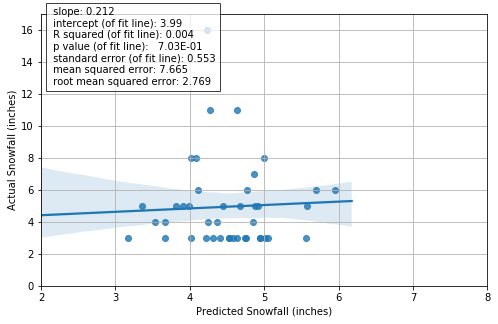 slope: 0.212
intercept (of fit line): 3.99
R squared (of fit line): 0.004
p value (of fit line): 7.03E-01
standard error (of fit line): 0.553
mean squared error: 7.665
root mean squared error: 2.769
16
14
12
10
8
6
4
2
0
Actual Snowfall (inches)
2 3 4 5 6 7 8
Predicted Snowfall (inches)